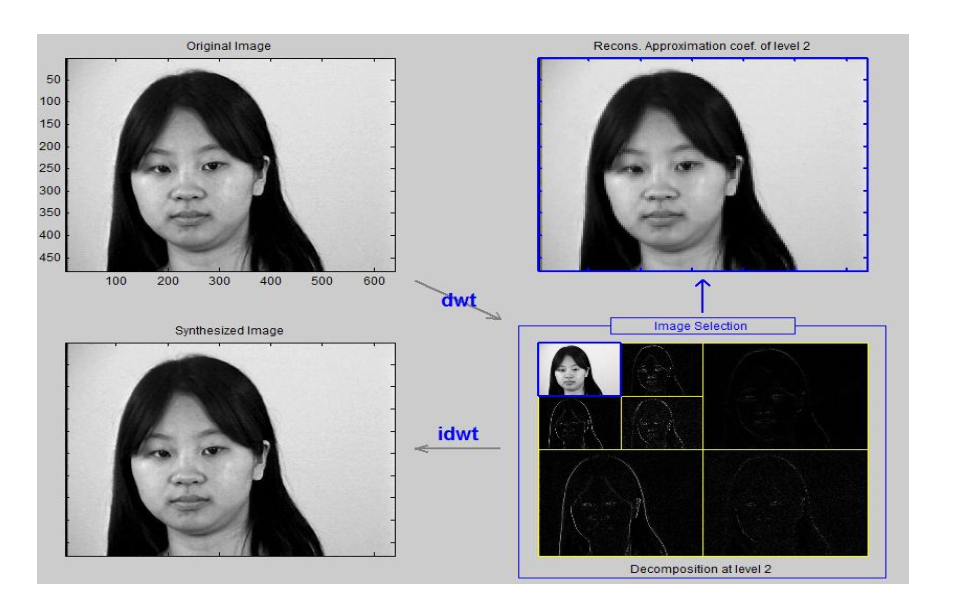 Original Image
50
100
150
200
250
300
350
400
450
100 200 300 400 500 600
Recons. Approximation coef. of level 2
dwt
Image Selection
Synthesized Image
idwt
Decomposition at level 2